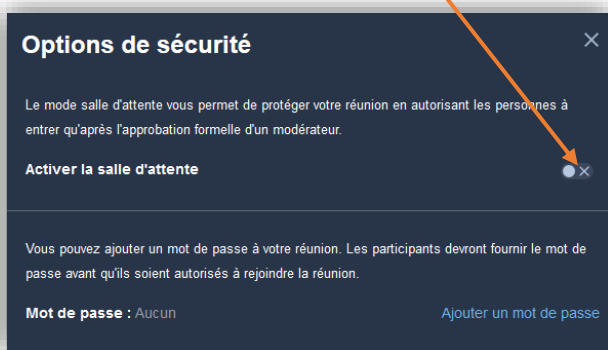 Options de sécurité
Le mode salle d'attente vous permet de protéger votre réunion en autorisant les personnes à
entrer qu'après l'approbation formelle d'un modérateur.
Activer la salle d'attente
Vous pouvez ajouter un mot de passe à votre réunion. Les participants devront fournir le mot de
passe avant qu'ils soient autorisés à rejoindre la réunion.
Mot de passe : Aucun Ajouter un mot de passe